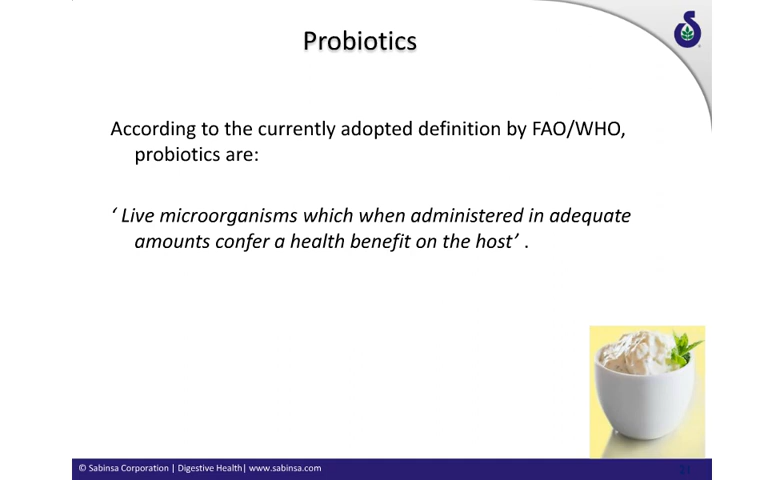 Probiotics
According to the currently adopted definition by FAO/WHO,
probiotics are:
‘ Live microorganisms which when administered in adequate
amounts confer a health benefit on the host’ .
© Sabinsa Corporation | Digestive Health| www.sabinsa.com